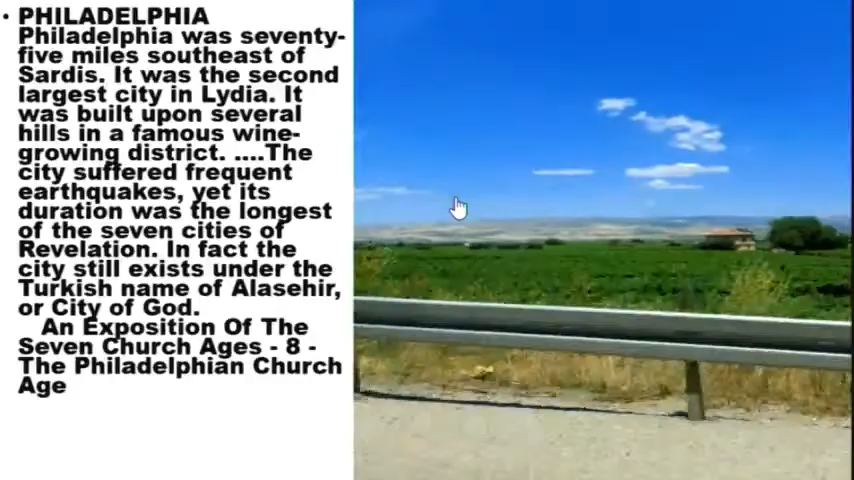 • PHILADELPHIA
Philadelphia was seventy-
five miles southeast of
Sardis. It was the second
largest city in Lydia. It
was built upon several
hills in a famous wine-
growing district. ....The
city suffered frequent
earthquakes, yet its
duration was the longest
of the seven cities of
Revelation. In fact the
city still exists under the
Turkish name of Alasehir,
or City of God.
An Exposition Of The
Seven Church Ages - 8 -
The Philadelphian Church
Age